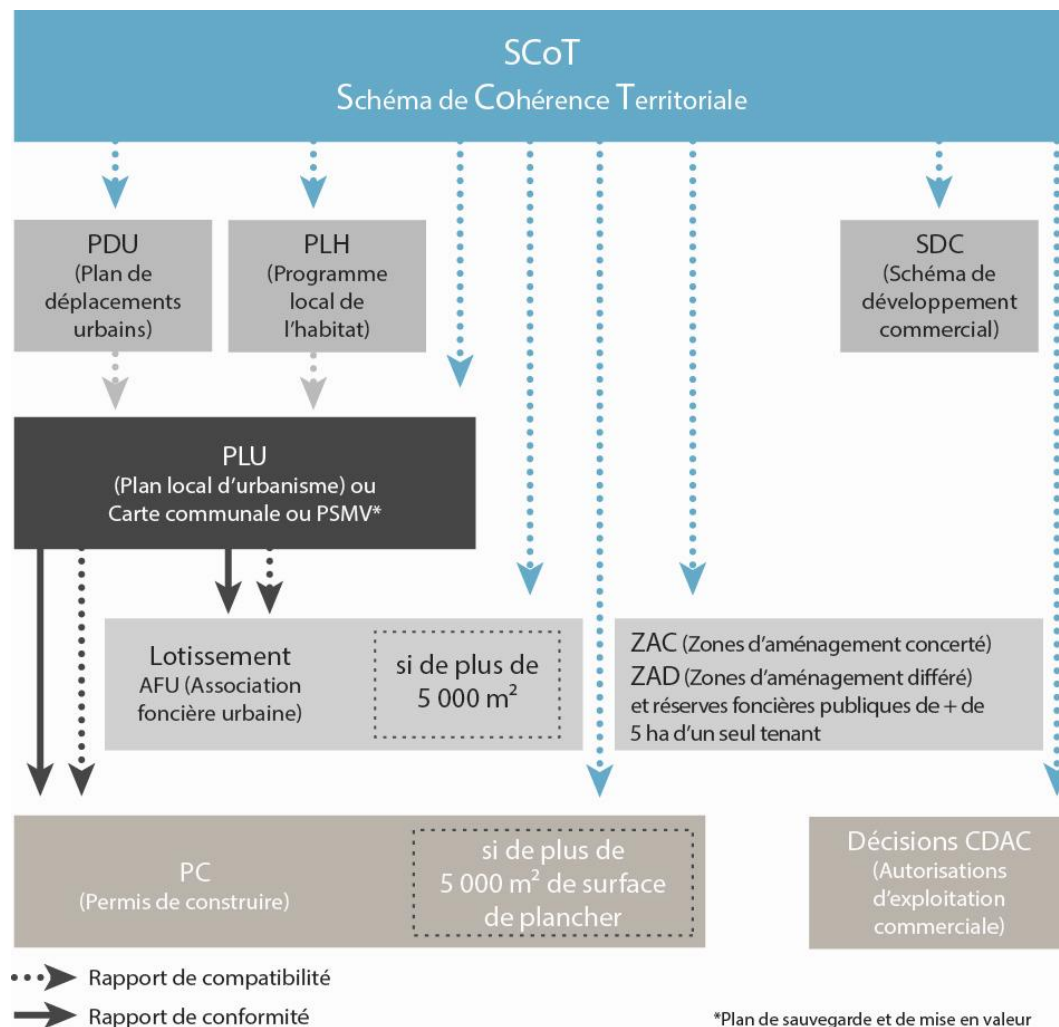 SCoT
Schéma de COhérence Territoriale
PDU
(Plan de
déplacements
urbains)
PLH
(Programme
local de
l'habitat)
SDC
(Schéma de
développement
commercial)
PLU
(Plan local d'urbanisme) ou
Carte communale ou PSMV*
Lotissement
AFU (Association
foncière urbaine)
si de plus de
5 000 m²
ZAC (Zones d'aménagement concerté)
ZAD (Zones d'aménagement différé)
et réserves foncières publiques de + de
5 ha d'un seul tenant
PC
(Permis de construire)
si de plus de
5 000 m² de surface
de plancher
Décisions CDAC
(Autorisations
d'exploitation
commerciale)
Rapport de compatibilité
Rapport de conformité
*Plan de sauvegarde et de mise en valeur